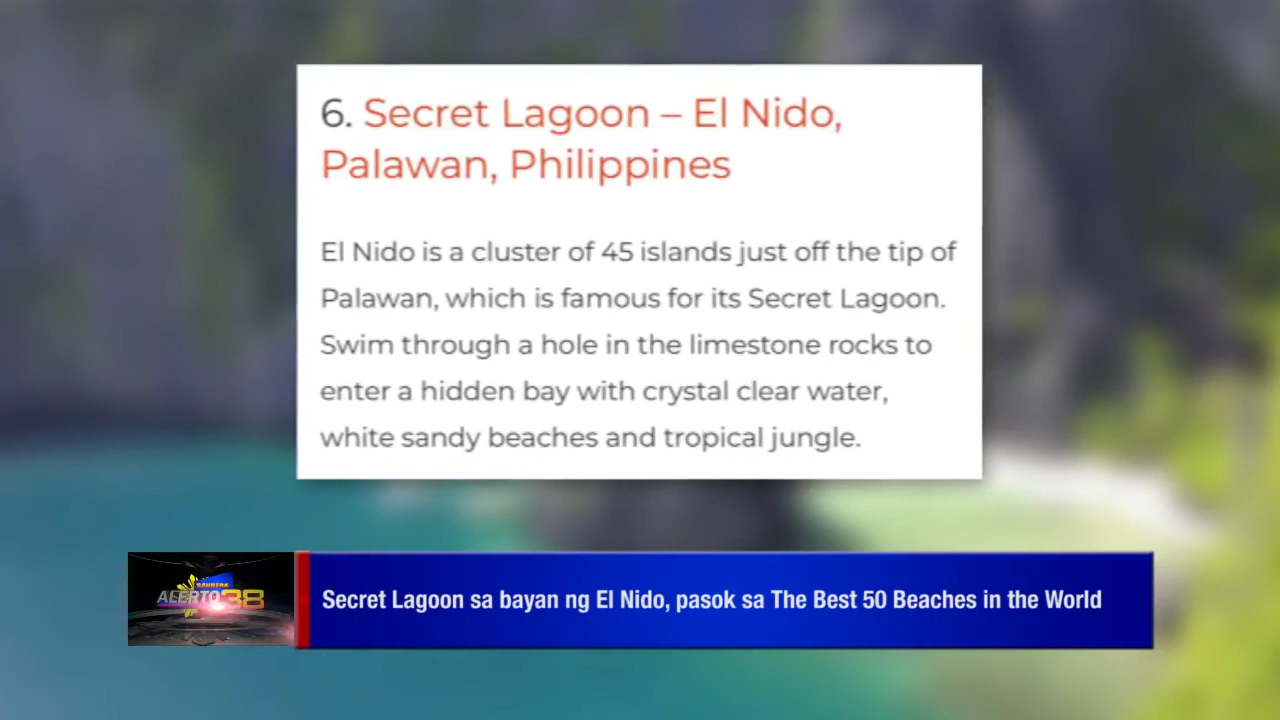 6. Secret Lagoon – El Nido,
Palawan, Philippines
El Nido is a cluster of 45 islands just off the tip of
Palawan, which is famous for its Secret Lagoon.
Swim through a hole in the limestone rocks to
enter a hidden bay with crystal clear water,
white sandy beaches and tropical jungle.
BANDERA
ALERTO 38
Secret Lagoon sa bayan ng El Nido, pasok sa The Best 50 Beaches in the World